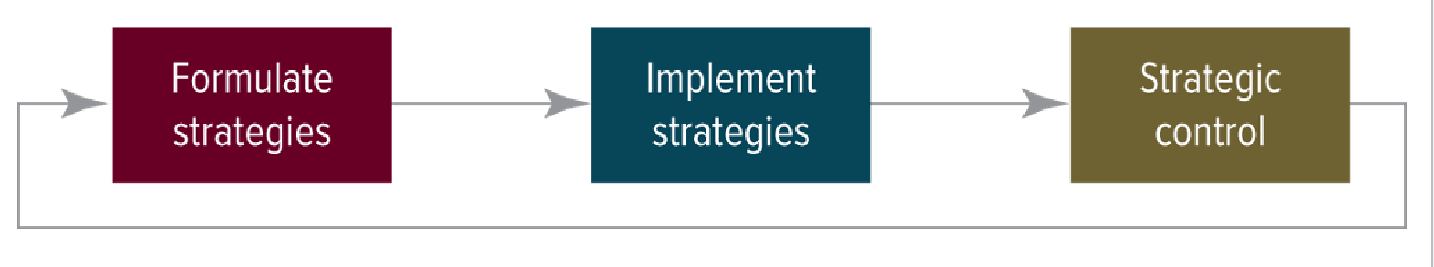 Formulate
strategies
Implement
strategies
Strategic
control